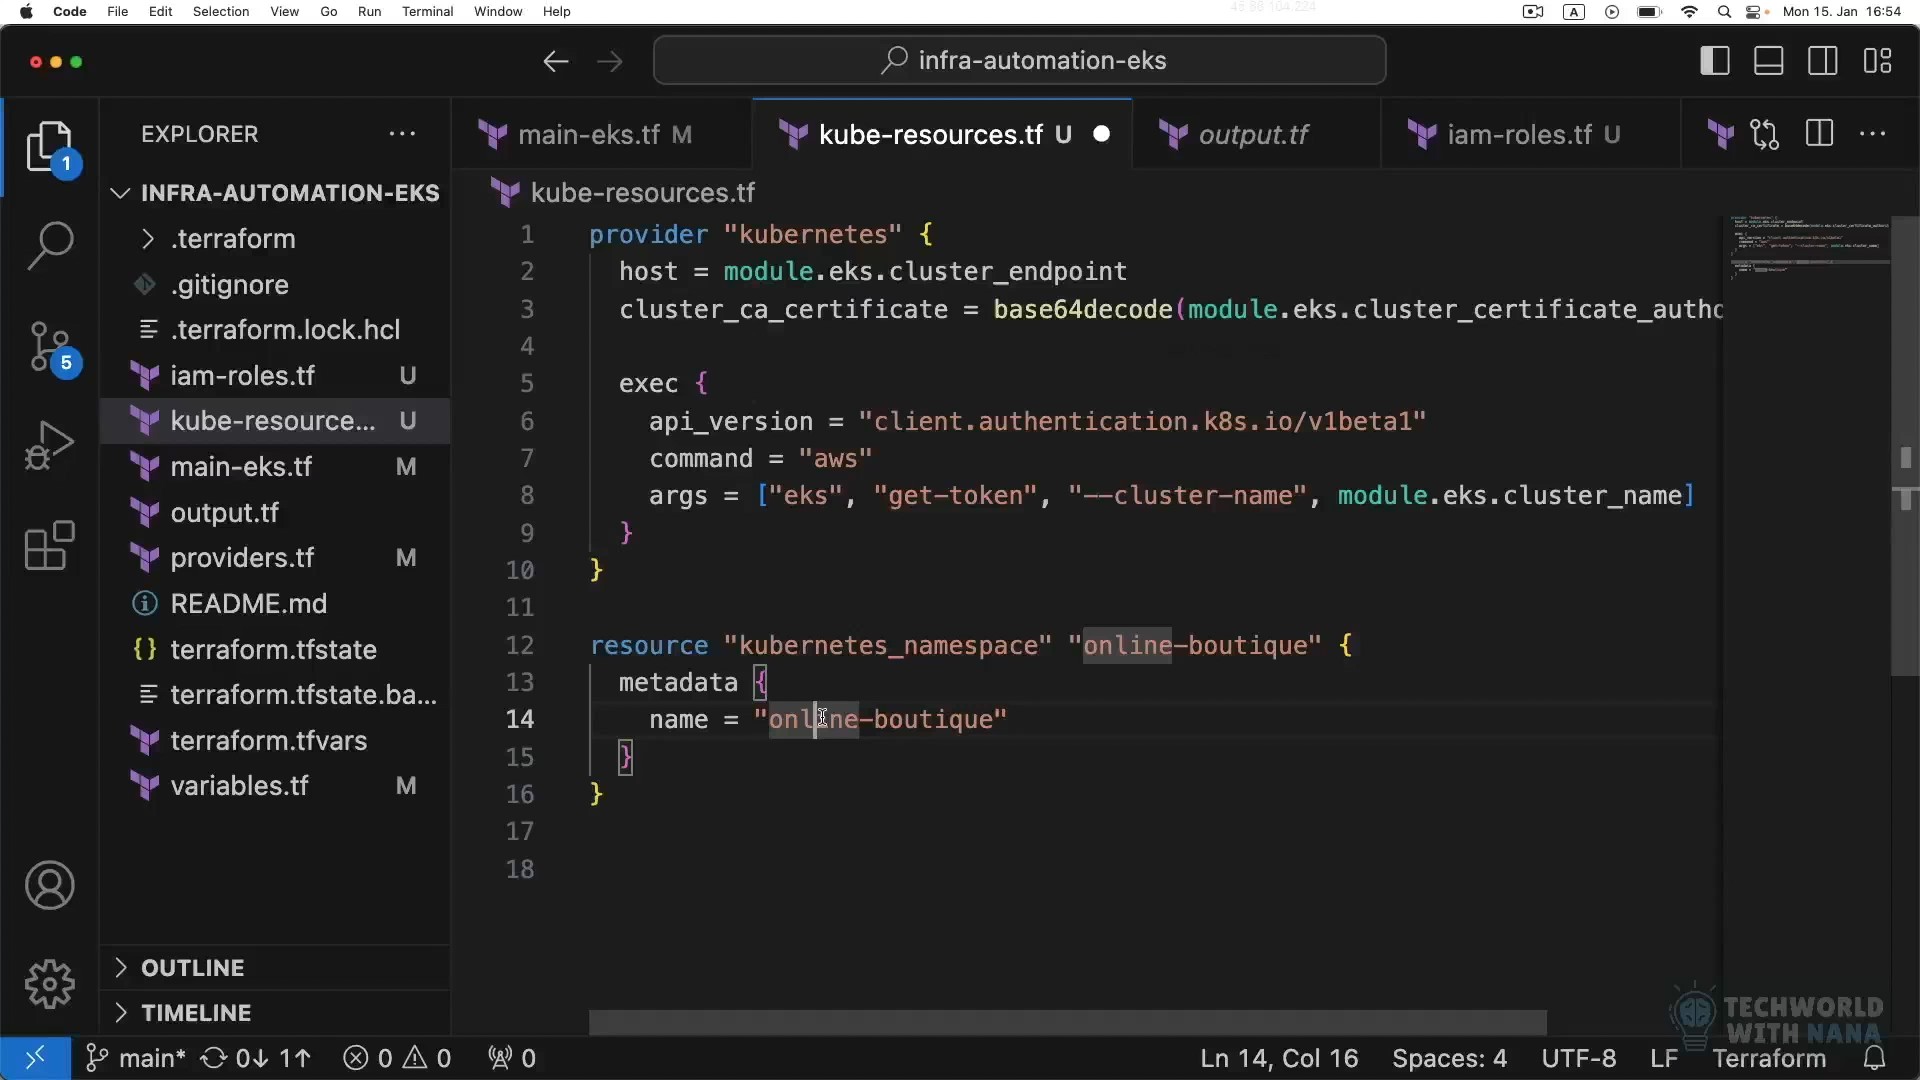 Code File Edit Selection View Go Run Terminal Window Help
A Mon 15. Jan 16:54
infra-automation-eks
EXPLORER
main-eks.tf M
kube-resources.tf U
output.tf
iam-roles.tf U
1
INFRA-AUTOMATION-EKS
.terraform
.gitignore
.terraform.lock.hcl
5
iam-roles.tf U
kube-resource... U
main-eks.tf M
output.tf
providers.tf M
README.md
terraform.tfstate
terraform.tfstate.ba...
terraform.tfvars
variables.tf M
OUTLINE
TIMELINE
kube-resources.tf
1 provider "kubernetes" {
2 host = module.eks.cluster_endpoint
3 cluster_ca_certificate = base64decode(module.eks.cluster_certificate_autho
4
5 exec {
6 api_version = "client.authentication.k8s.io/v1beta1"
7 command = "aws"
8 args = ["eks", "get-token", "--cluster-name", module.eks.cluster_name]
9 }
10 }
11
12 resource "kubernetes_namespace" "online-boutique" {
13 metadata {
14 name = "online-boutique"
15 }
16 }
17
18
TECHWORLD
WITH NANA
main* 0↓ 1↑ 0 0 0 Ln 14, Col 16 Spaces: 4 UTF-8 LF Terraform